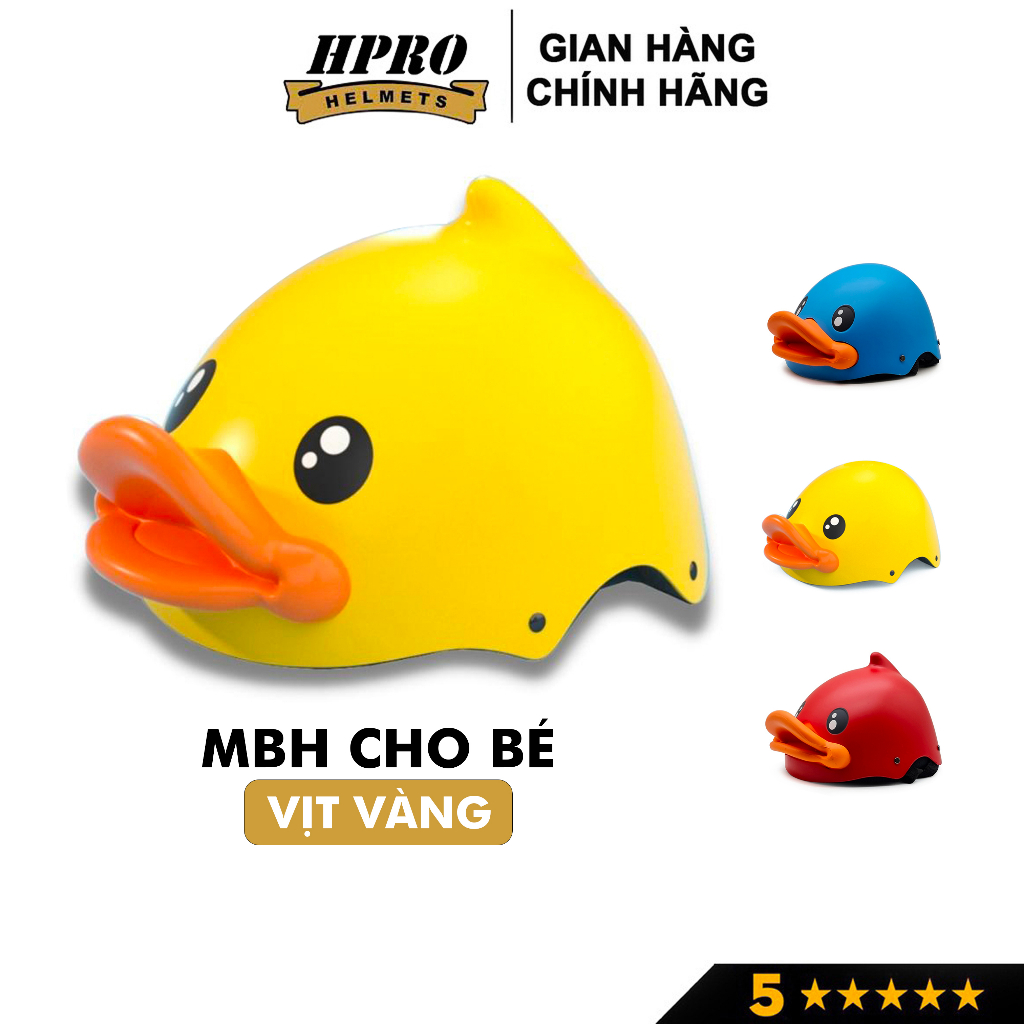 HPRO
HELMETS
GIAN HÀNG
CHÍNH HÃNG
MBH CHO BÉ
VỊT VÀNG
5